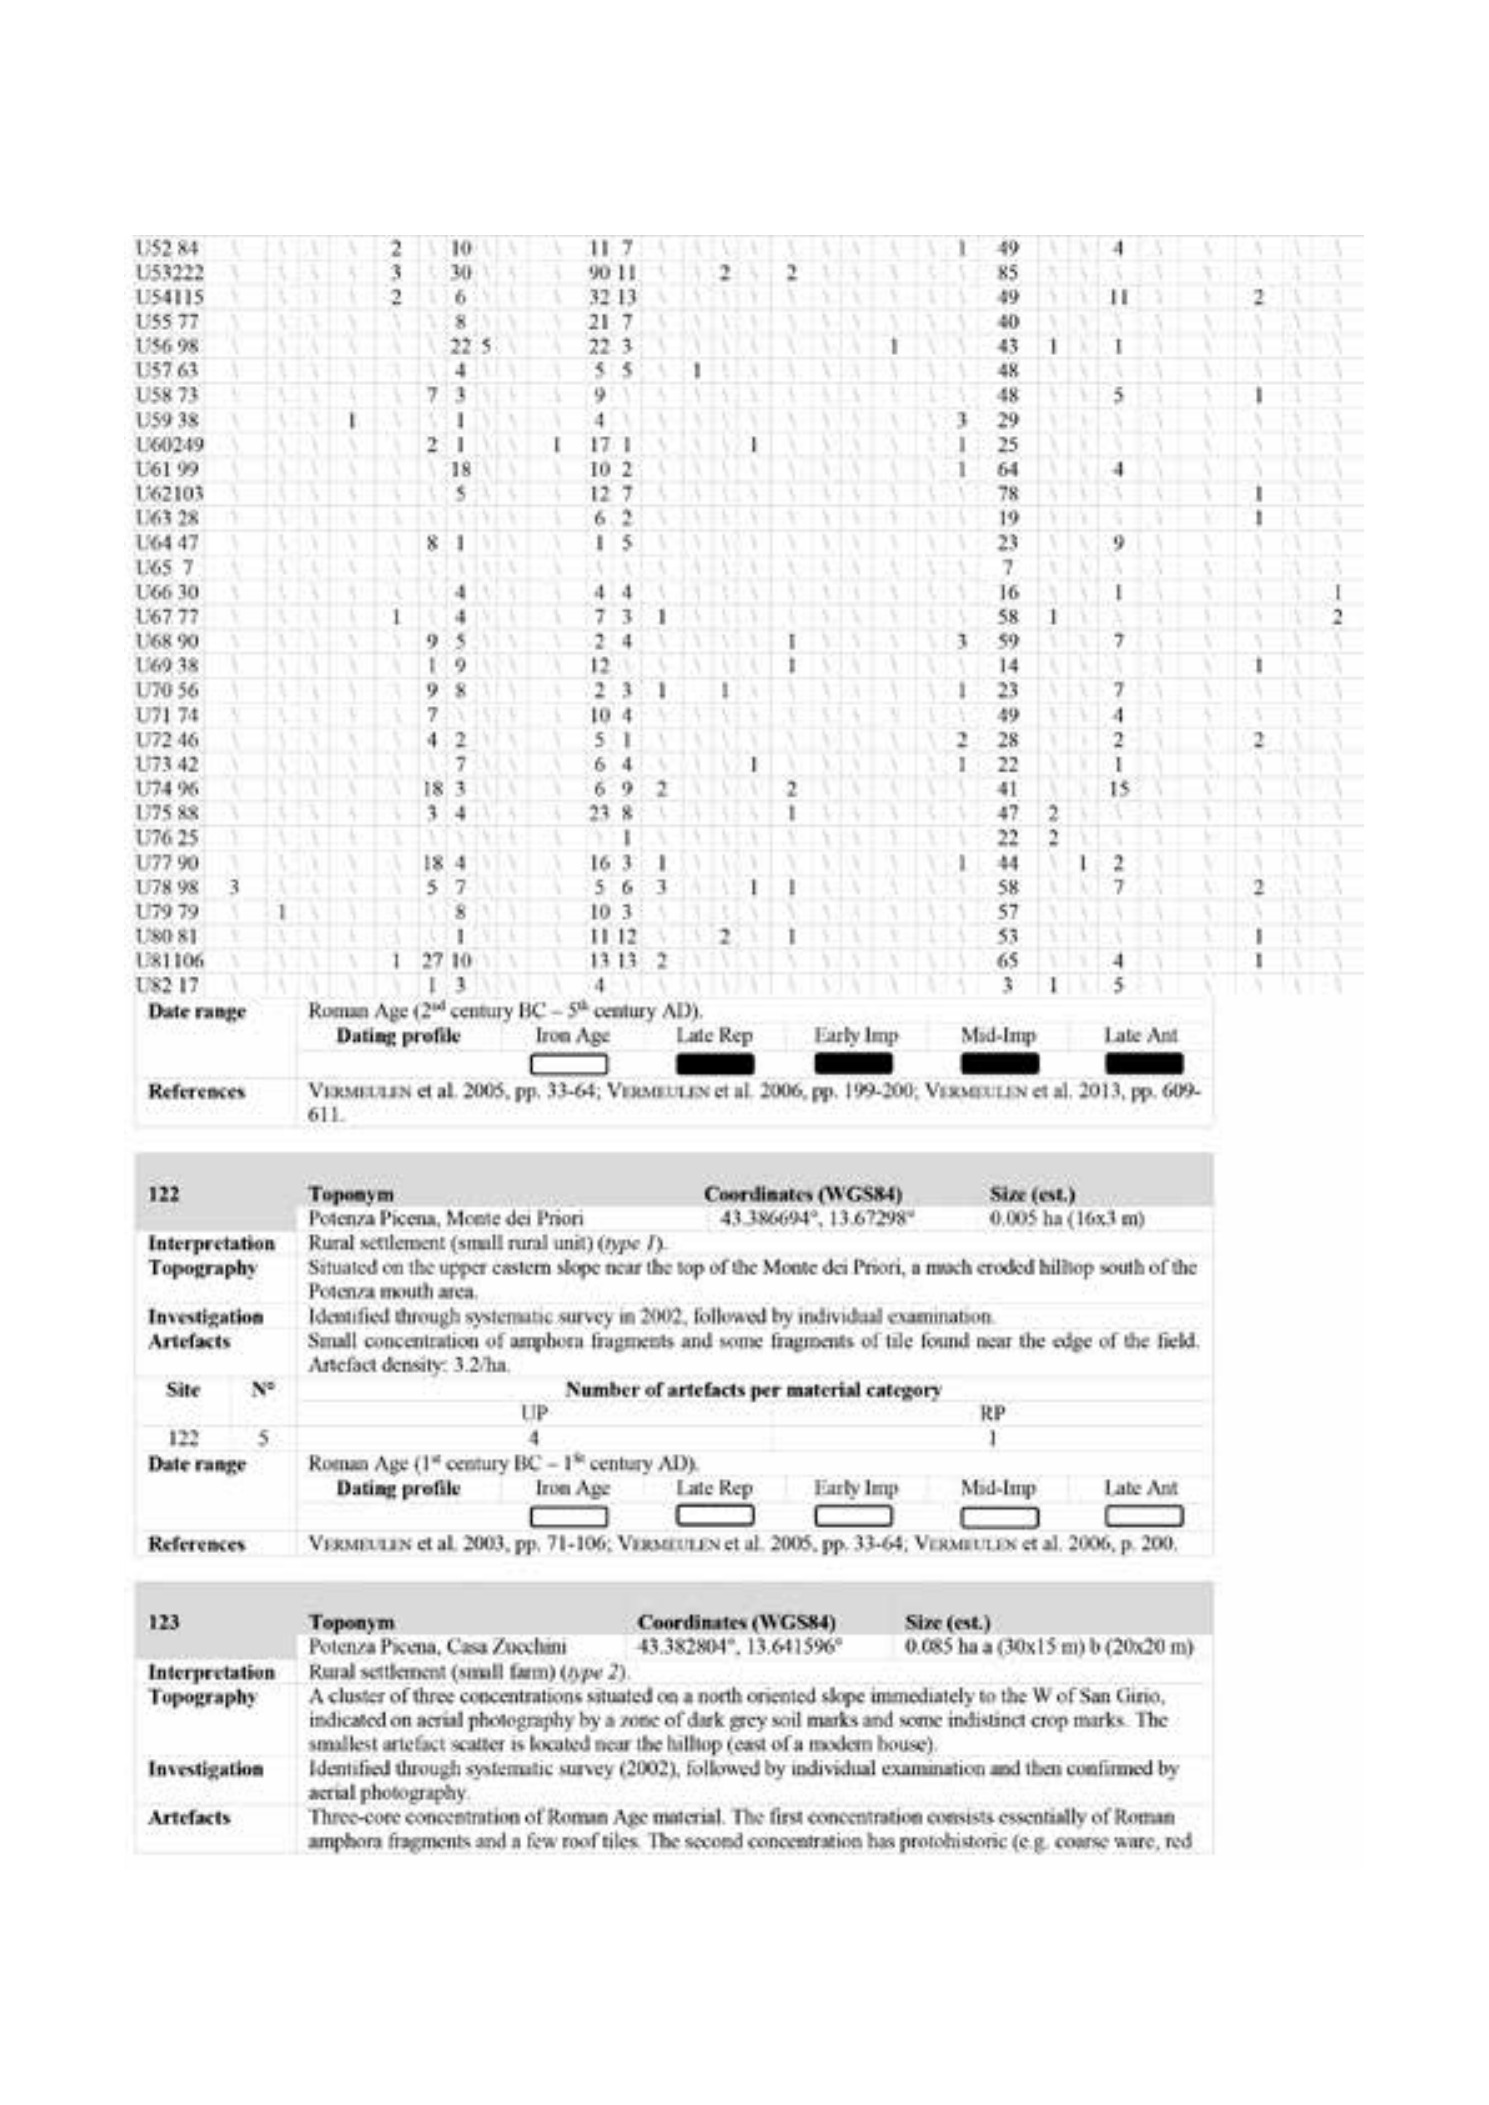 U52 84 \ \ \ \ 2 \ 10 \ \ \ 11 7 \ \ \ \ \ \ \ \ \ 1 49 \ \ 4 \ \ \ \ \
U53222 \ \ \ \ 3 \ 30 \ \ \ 90 11 \ \ 2 \ 2 \ \ \ \ \ 85 \ \ \ \ \ \ \ \
U54115 \ \ \ \ 2 \ 6 \ \ \ 32 13 \ \ \ \ \ \ \ \ \ \ 49 \ \ 11 \ \ 2 \ \
U55 77 \ \ \ \ \ \ 8 \ \ \ 21 7 \ \ \ \ \ \ \ \ \ \ 40 \ \ \ \ \ \ \ \
U56 98 \ \ \ \ \ \ 22 5 \ \ 22 3 \ \ \ \ \ \ \ 1 \ \ 43 1 \ 1 \ \ \ \ \
U57 63 \ \ \ \ \ \ 4 \ \ \ 5 5 \ 1 \ \ \ \ \ \ \ \ 48 \ \ \ \ \ \ \ \
U58 73 \ \ \ \ \ 7 3 \ \ \ 9 \ \ \ \ \ \ \ \ \ \ \ 48 \ \ 5 \ \ 1 \ \
U59 38 \ \ \ 1 \ \ 1 \ \ \ 4 \ \ \ \ \ \ \ \ \ \ 3 29 \ \ \ \ \ \ \ \
U60249 \ \ \ \ \ 2 1 \ \ 1 17 1 \ \ \ 1 \ \ \ \ \ 1 25 \ \ \ \ \ \ \ \
U61 99 \ \ \ \ \ \ 18 \ \ \ 10 2 \ \ \ \ \ \ \ \ \ 1 64 \ \ 4 \ \ \ \ \
U62103 \ \ \ \ \ \ 5 \ \ \ 12 7 \ \ \ \ \ \ \ \ \ \ 78 \ \ \ \ \ 1 \ \
U63 28 \ \ \ \ \ \ \ \ \ \ 6 2 \ \ \ \ \ \ \ \ \ \ 19 \ \ \ \ \ 1 \ \
U64 47 \ \ \ \ \ 8 1 \ \ \ 1 5 \ \ \ \ \ \ \ \ \ \ 23 \ \ 9 \ \ \ \ \
U65 7 \ \ \ \ \ \ \ \ \ \ \ \ \ \ \ \ \ \ \ \ \ \ 7 \ \ \ \ \ \ \ \
U66 30 \ \ \ \ \ \ 4 \ \ \ 4 4 \ \ \ \ \ \ \ \ \ \ 16 \ \ 1 \ \ \ \ 1
U67 77 \ \ \ \ 1 \ 4 \ \ \ 7 3 1 \ \ \ \ \ \ \ \ \ 58 1 \ \ \ \ \ \ 2
U68 90 \ \ \ \ \ 9 5 \ \ \ 2 4 \ \ \ \ 1 \ \ \ \ 3 59 \ \ 7 \ \ \ \ \
U69 38 \ \ \ \ \ 1 9 \ \ \ 12 \ \ \ \ \ 1 \ \ \ \ \ 14 \ \ \ \ \ 1 \ \
U70 56 \ \ \ \ \ 9 8 \ \ \ 2 3 1 \ 1 \ \ \ \ \ \ 1 23 \ \ 7 \ \ \ \ \
U71 74 \ \ \ \ \ 7 \ \ \ \ 10 4 \ \ \ \ \ \ \ \ \ \ 49 \ \ 4 \ \ \ \ \
U72 46 \ \ \ \ \ 4 2 \ \ \ 5 1 \ \ \ \ \ \ \ \ \ 2 28 \ \ 2 \ \ 2 \ \
U73 42 \ \ \ \ \ \ 7 \ \ \ 6 4 \ \ \ 1 \ \ \ \ \ 1 22 \ \ 1 \ \ \ \ \
U74 96 \ \ \ \ \ 18 3 \ \ \ 6 9 2 \ \ \ 2 \ \ \ \ \ 41 \ \ 15 \ \ \ \ \
U75 88 \ \ \ \ \ 3 4 \ \ \ 23 8 \ \ \ \ 1 \ \ \ \ \ 47 2 \ \ \ \ \ \ \
U76 25 \ \ \ \ \ \ \ \ \ \ \ 1 \ \ \ \ \ \ \ \ \ \ 22 2 \ \ \ \ \ \ \
U77 90 \ \ \ \ \ 18 4 \ \ \ 16 3 1 \ \ \ \ \ \ \ \ 1 44 \ 1 2 \ \ \ \ \
U78 98 3 \ \ \ \ 5 7 \ \ \ 5 6 3 \ \ 1 1 \ \ \ \ \ 58 \ \ 7 \ \ 2 \ \
U79 79 \ 1 \ \ \ \ 8 \ \ \ 10 3 \ \ \ \ \ \ \ \ \ \ 57 \ \ \ \ \ \ \ \
U80 81 \ \ \ \ \ \ 1 \ \ \ 11 12 \ \ 2 \ 1 \ \ \ \ \ 53 \ \ \ \ \ 1 \ \
U81106 \ \ \ \ 1 27 10 \ \ \ 13 13 2 \ \ \ \ \ \ \ \ \ 65 \ \ 4 \ \ 1 \ \
U82 17 \ \ \ \ \ 1 3 \ \ \ 4 \ \ \ \ \ \ \ \ \ \ \ 3 1 \ 5 \ \ \ \ \
Date range Roman Age (2nd century BC – 5th century AD).
Dating profile Iron Age Late Rep Early Imp Mid-Imp Late Ant
References VERMEULEN et al. 2005, pp. 33-64; VERMEULEN et al. 2006, pp. 199-200; VERMEULEN et al. 2013, pp. 609-
611.
122 Toponym Coordinates (WGS84) Size (est.)
Potenza Picena, Monte dei Priori 43.386694°, 13.67298° 0.005 ha (16x3 m)
Interpretation Rural settlement (small rural unit) (type 1).
Topography Situated on the upper eastern slope near the top of the Monte dei Priori, a much eroded hilltop south of the
Potenza mouth area.
Investigation Identified through systematic survey in 2002, followed by individual examination.
Artefacts Small concentration of amphora fragments and some fragments of tile found near the edge of the field.
Artefact density: 3.2/ha.
Site N° Number of artefacts per material category
UP RP
122 5 4 1
Date range Roman Age (1st century BC – 1st century AD).
Dating profile Iron Age Late Rep Early Imp Mid-Imp Late Ant
References VERMEULEN et al. 2003, pp. 71-106; VERMEULEN et al. 2005, pp. 33-64; VERMEULEN et al. 2006, p. 200.
123 Toponym Coordinates (WGS84) Size (est.)
Potenza Picena, Casa Zucchini 43.382804°, 13.641596° 0.085 ha a (30x15 m) b (20x20 m)
Interpretation Rural settlement (small farm) (type 2).
Topography A cluster of three concentrations situated on a north oriented slope immediately to the W of San Girio,
indicated on aerial photography by a zone of dark grey soil marks and some indistinct crop marks. The
smallest artefact scatter is located near the hilltop (east of a modern house).
Investigation Identified through systematic survey (2002), followed by individual examination and then confirmed by
aerial photography.
Artefacts Three-core concentration of Roman Age material. The first concentration consists essentially of Roman
amphora fragments and a few roof tiles. The second concentration has protohistoric (e.g. coarse ware, red